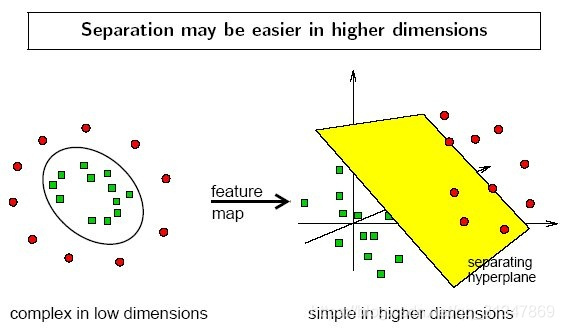 Separation may be easier in higher dimensions
feature
map
separating
hyperplane
complex in low dimensions
simple in higher dimensions